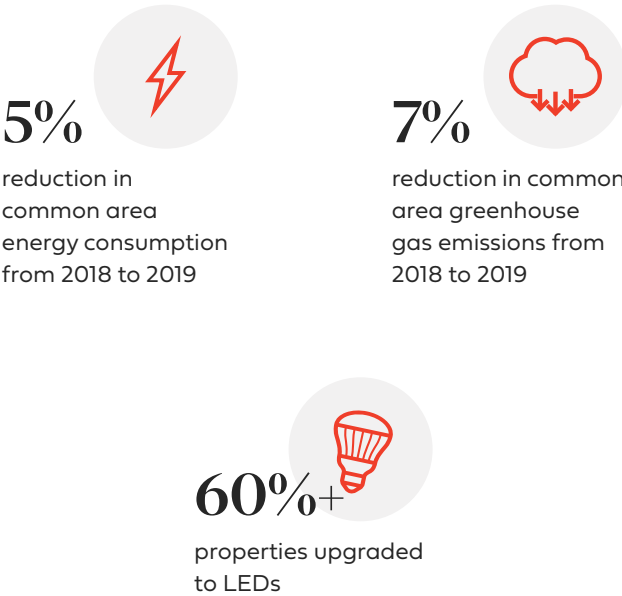 5%
reduction in
common area
energy consumption
from 2018 to 2019
7%
reduction in common
area greenhouse
gas emissions from
2018 to 2019
60%+
properties upgraded
to LEDs